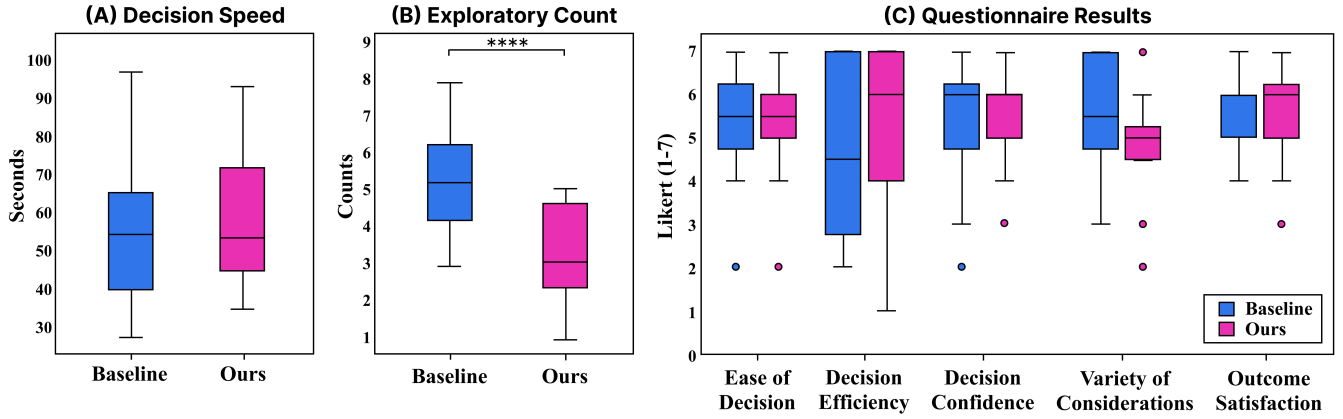 (A) Decision Speed
Seconds
100
90
80
70
60
50
40
30
Baseline Ours
(B) Exploratory Count
Counts
9
8
7
6
5
4
3
2
1
****
Baseline Ours
(C) Questionnaire Results
Likert (1-7)
7
6
5
4
3
2
1
0
Baseline
Ours
Ease of
Decision
Decision
Efficiency
Decision
Confidence
Variety of
Considerations
Outcome
Satisfaction